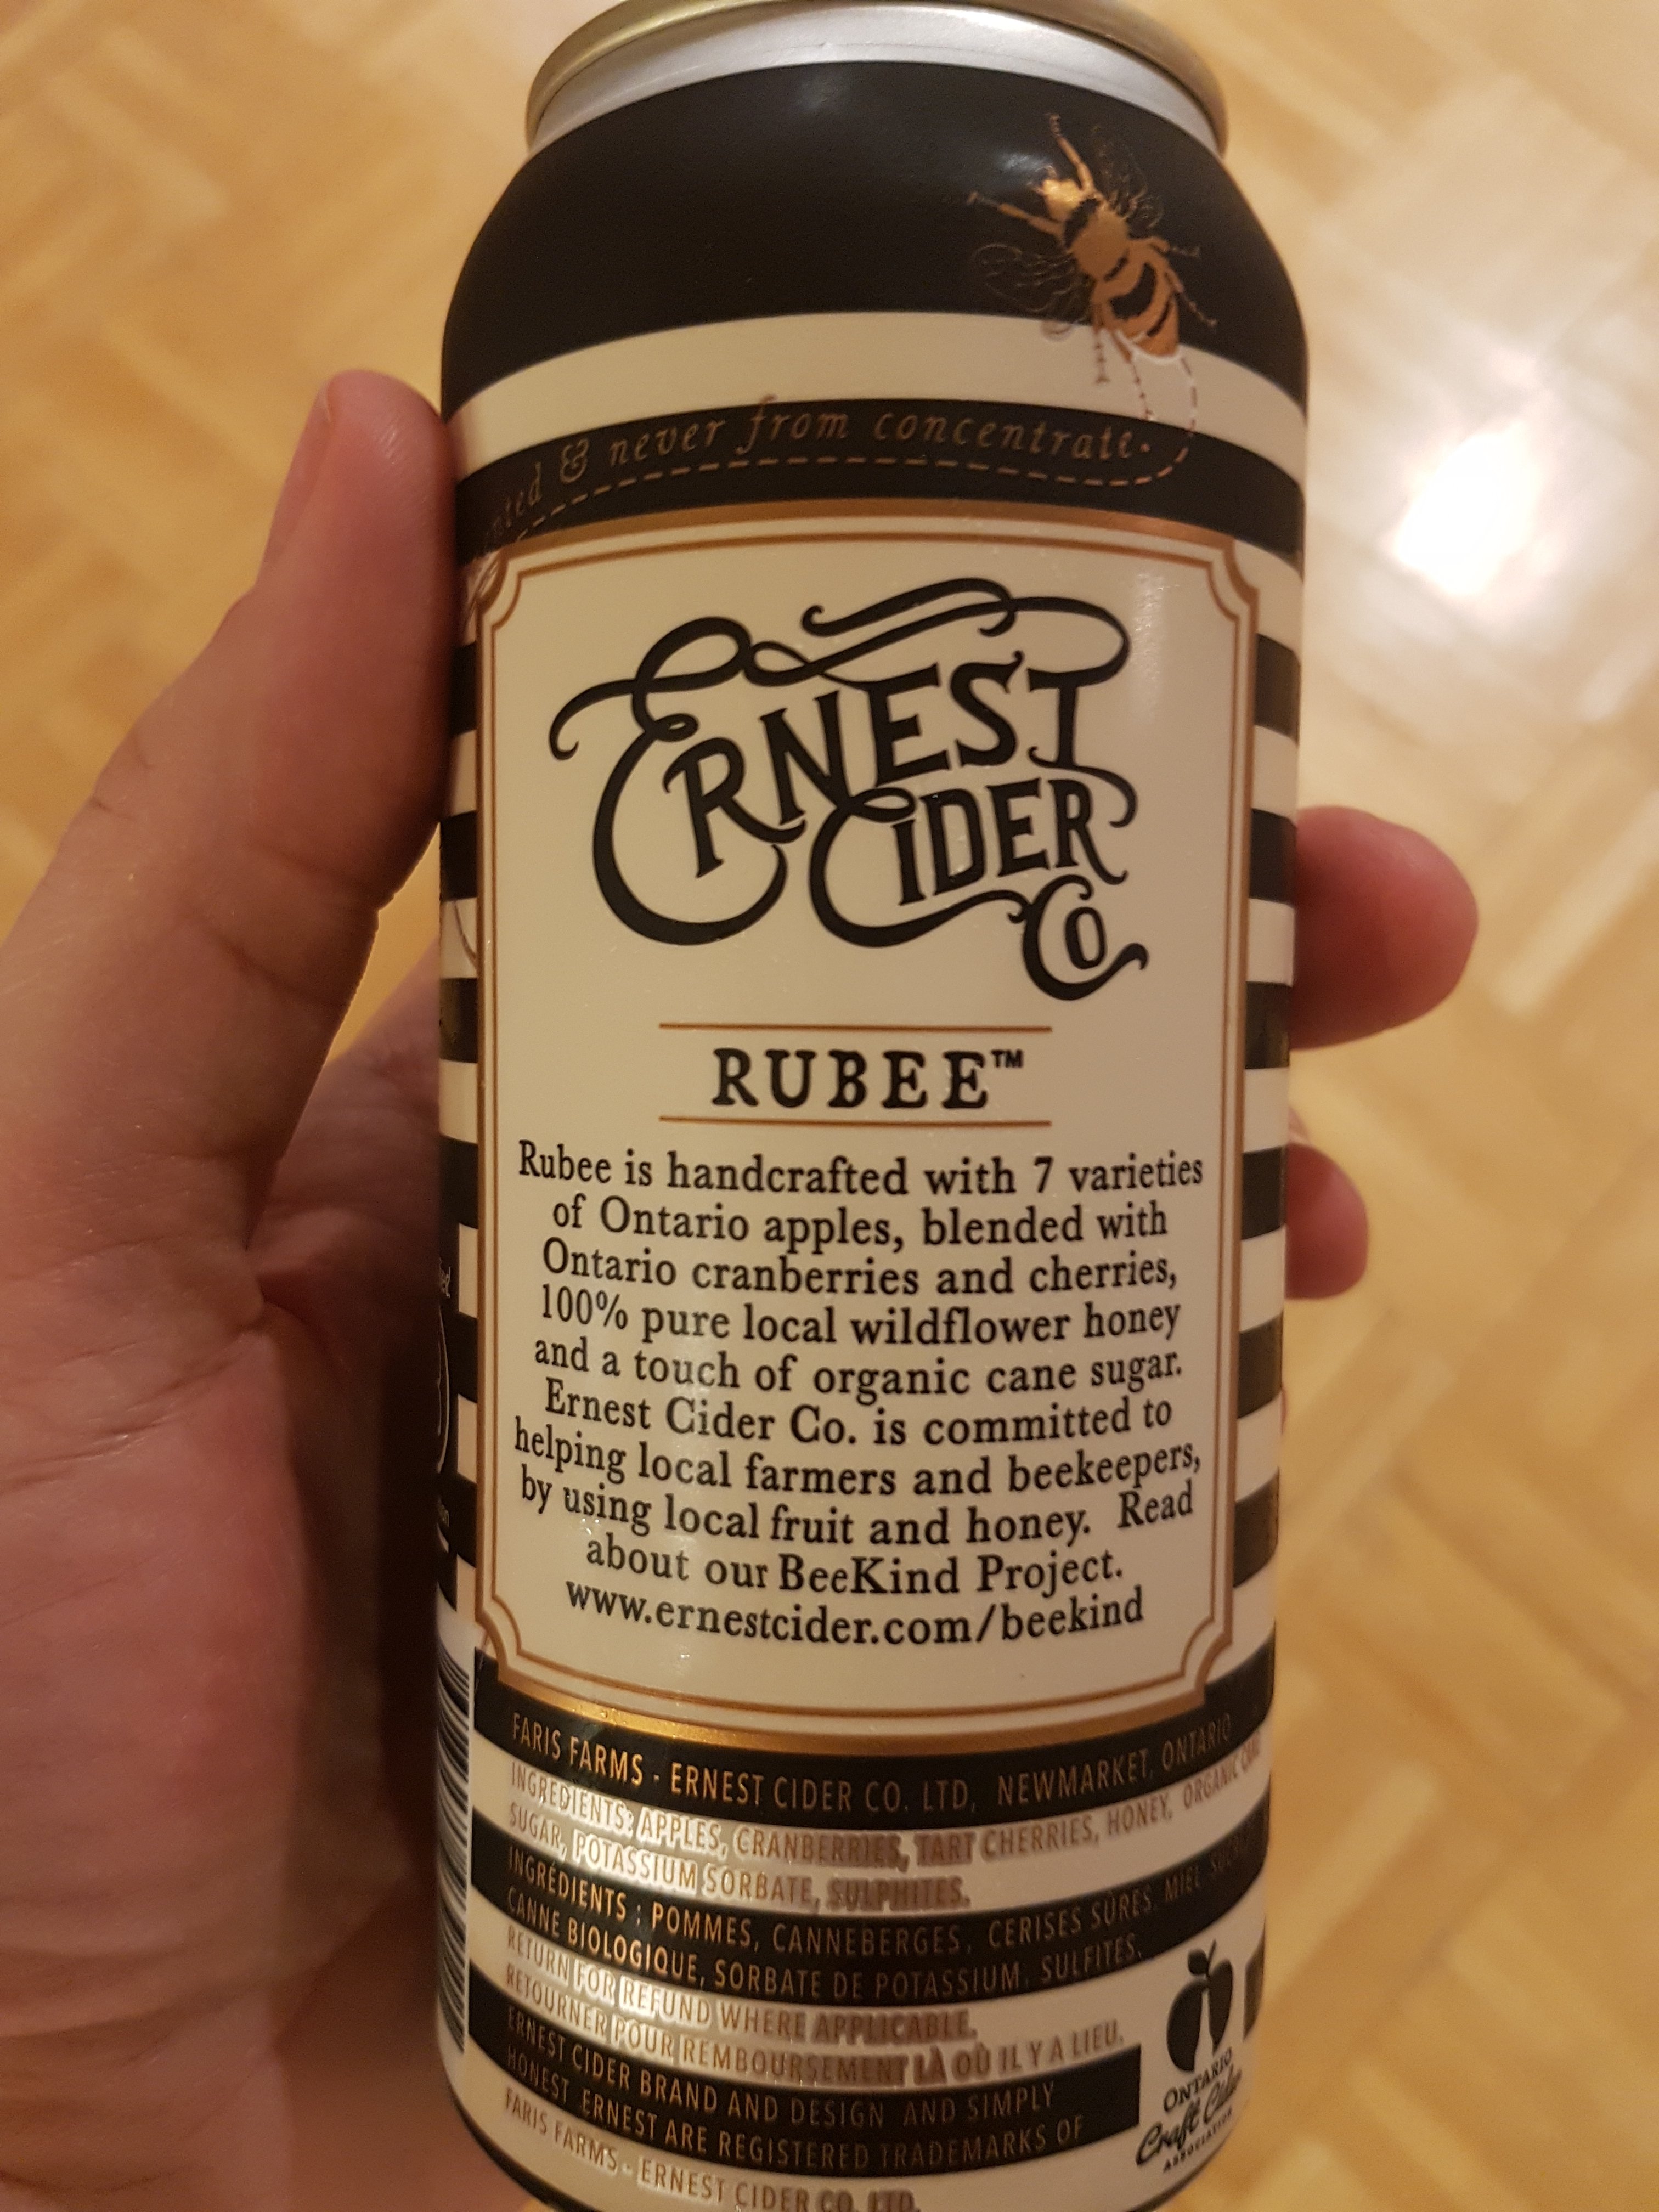 & never from concentrate.
ERNEST
CIDER
Co
RUBEE™
Rubee is handcrafted with 7 varieties
of Ontario apples, blended with
Ontario cranberries and cherries,
100% pure local wildflower honey
and a touch of organic cane sugar.
Ernest Cider Co. is committed to
helping local farmers and beekeepers,
by using local fruit and honey. Read
about our BeeKind Project.
www.ernestcider.com/beekind
FARIS FARMS - ERNEST CIDER CO. LTD, NEWMARKET, ONTARIO
INGREDIENTS: APPLES, CRANBERRIES, TART CHERRIES, HONEY, ORGANIC CANE
SUGAR, POTASSIUM SORBATE, SULPHITES.
INGRÉDIENTS : POMMES, CANNEBERGES, CERISES SURES, MIEL, SUCRE
CANNE BIOLOGIQUE, SORBATE DE POTASSIUM, SULFITES.
RETURN FOR REFUND WHERE APPLICABLE.
RETOURNER POUR REMBOURSEMENT LÀ OÙ IL Y A LIEU.
ERNEST CIDER BRAND AND DESIGN AND SIMPLY
HONEST ERNEST ARE REGISTERED TRADEMARKS OF
FARIS FARMS - ERNEST CIDER CO. LTD.
ONTARIO
Craft Cider
ASSOCIATION